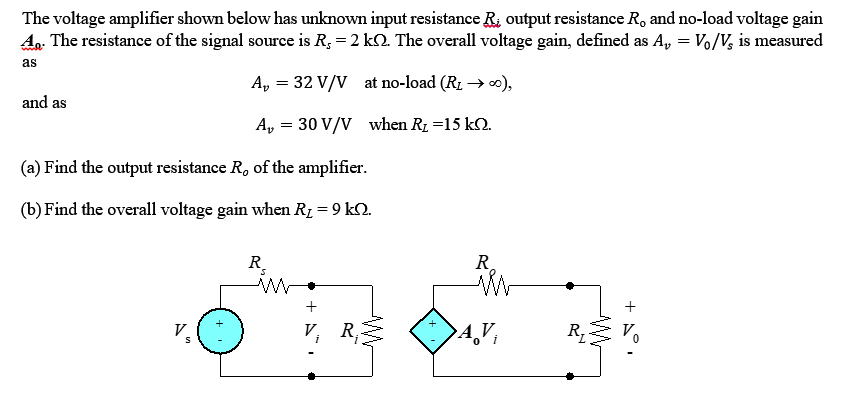 The voltage amplifier shown below has unknown input resistance Ri, output resistance Ro and no-load voltage gain
Ao. The resistance of the signal source is Rs = 2 kΩ. The overall voltage gain, defined as Av = Vo/Vs is measured
as
Av = 32 V/V at no-load (RL → ∞),
and as
Av = 30 V/V when RL =15 kΩ.
(a) Find the output resistance Ro of the amplifier.
(b) Find the overall voltage gain when RL = 9 kΩ.
Rs Ro
+ +
Vs + - Vi Ri + - AoVi RL Vo
- -